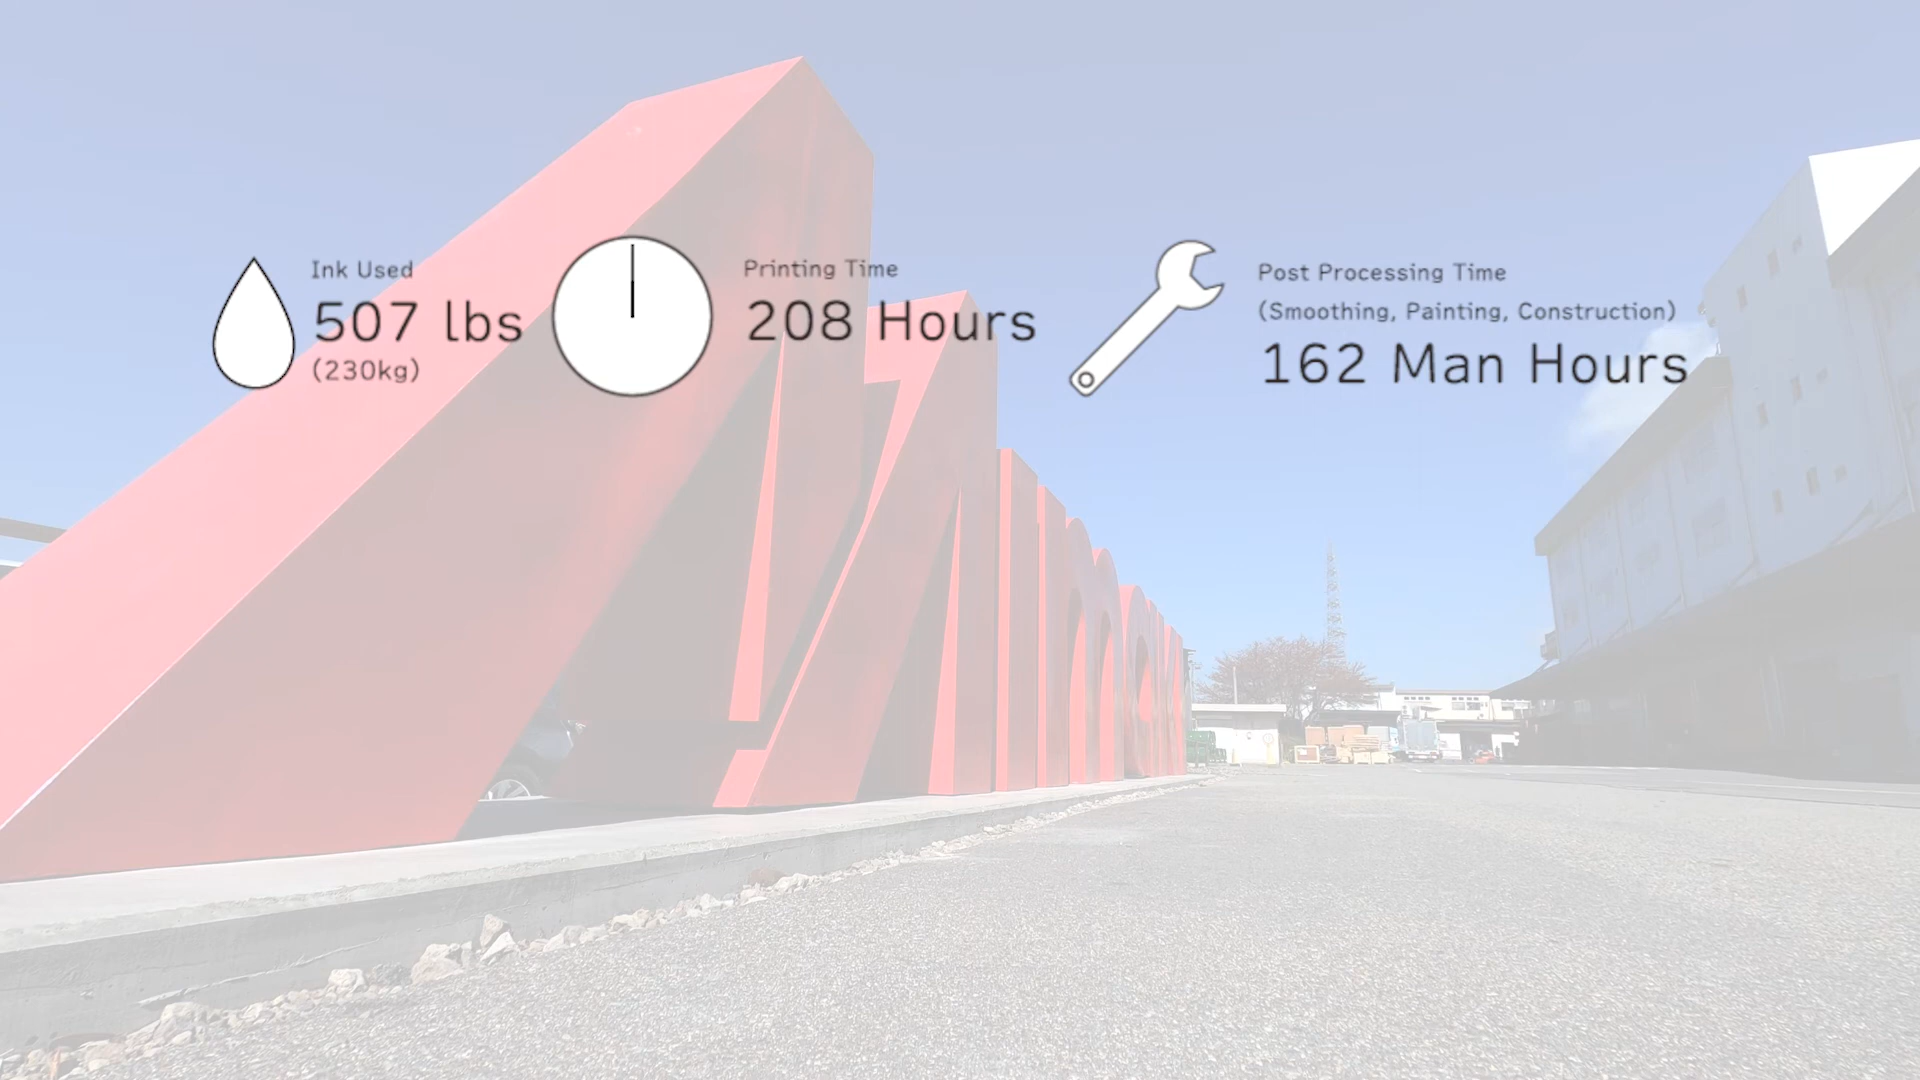 Ink Used
507 lbs
(230kg)
Printing Time
208 Hours
Post Processing Time
(Smoothing, Painting, Construction)
162 Man Hours